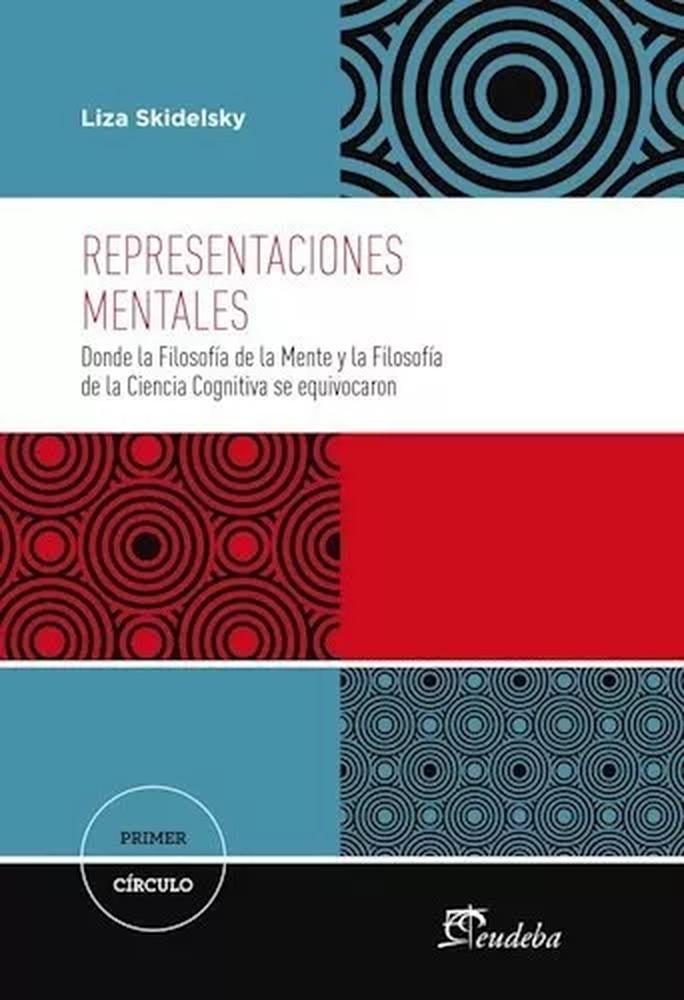 Liza Skidelsky
REPRESENTACIONES
MENTALES
Donde la Filosofía de la Mente y la Filosofía
de la Ciencia Cognitiva se equivocaron
PRIMER
CÍRCULO
eudeba